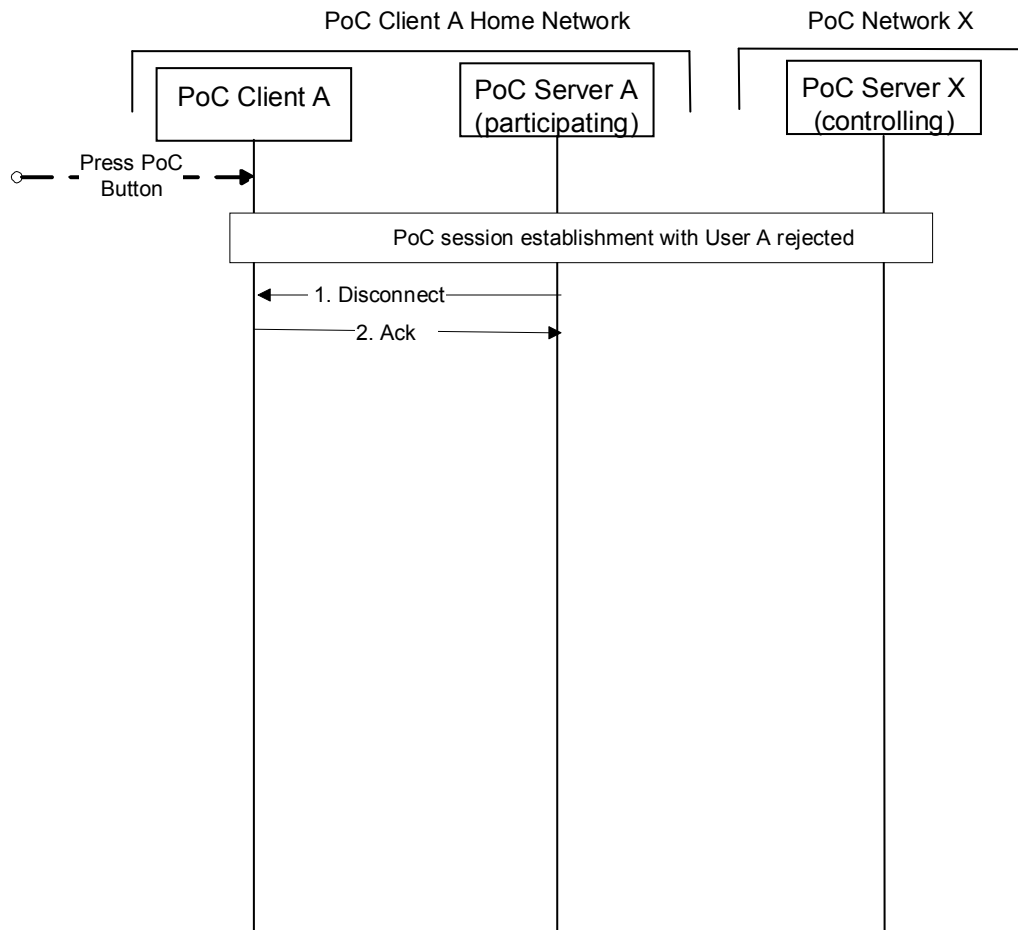 PoC Client A Home Network
PoC Network X
PoC Client A
PoC Server A
(participating)
PoC Server X
(controlling)
Press PoC
Button
PoC session establishment with User A rejected
1. Disconnect
2. Ack